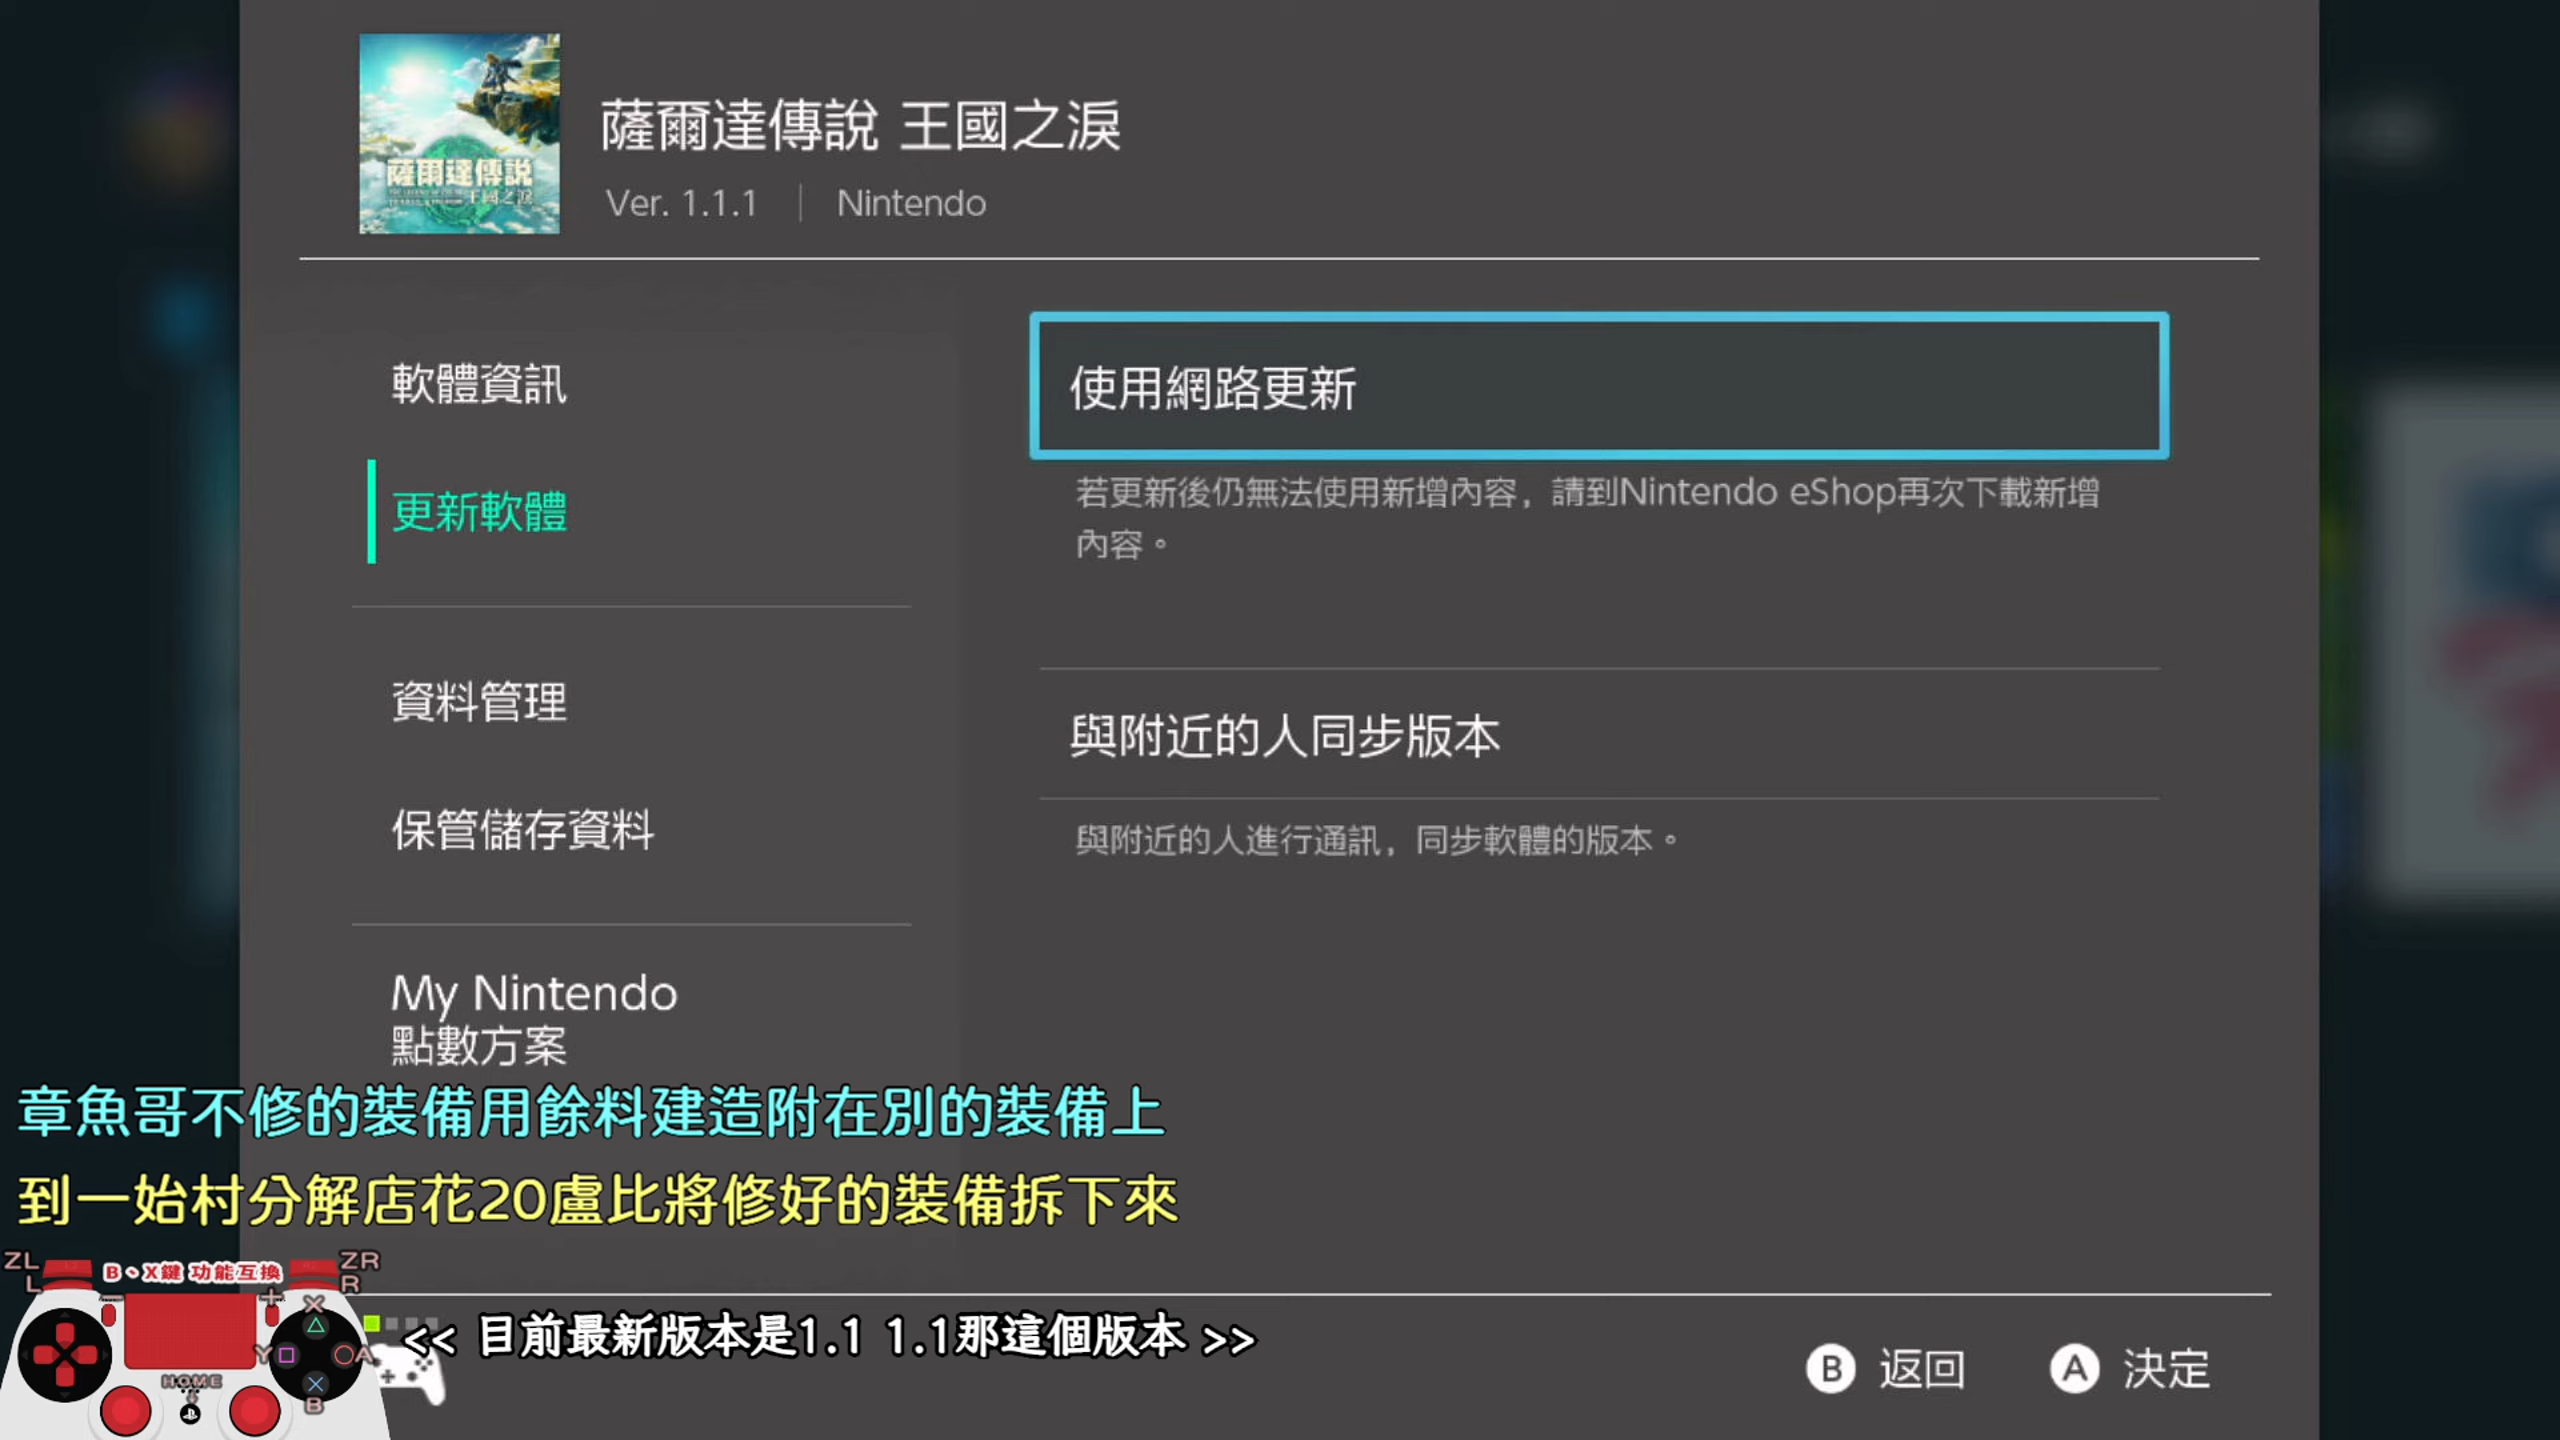 薩爾達傳說
王國之淚
薩爾達傳說 王國之淚
Ver. 1.1.1 | Nintendo
軟體資訊
更新軟體
資料管理
保管儲存資料
My Nintendo
點數方案
使用網路更新
若更新後仍無法使用新增內容，請到Nintendo eShop再次下載新增
內容。
與附近的人同步版本
與附近的人進行通訊，同步軟體的版本。
章魚哥不修的裝備用餘料建造附在別的裝備上
到一始村分解店花20盧比將修好的裝備拆下來
ZL
L
B、X鍵 功能互換
ZR
R
－
＋
X
Y
A
B
HOME
<< 目前最新版本是1.1 1.1那這個版本 >>
B 返回
A 決定